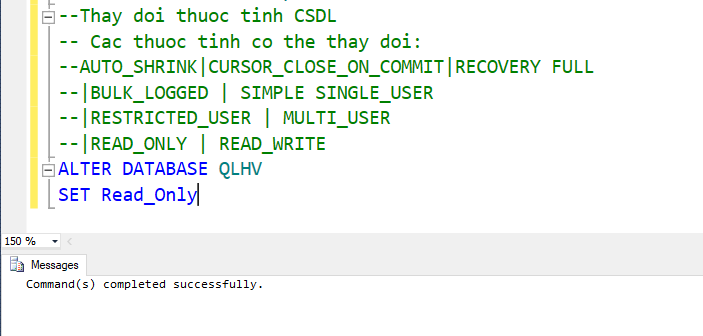 --Thay doi thuoc tinh CSDL
-- Cac thuoc tinh co the thay doi:
--AUTO_SHRINK|CURSOR_CLOSE_ON_COMMIT|RECOVERY FULL
--|BULK_LOGGED | SIMPLE SINGLE_USER
--|RESTRICTED_USER | MULTI_USER
--|READ_ONLY | READ_WRITE
ALTER DATABASE QLHV
SET Read_Only
150 %
Messages
Command(s) completed successfully.